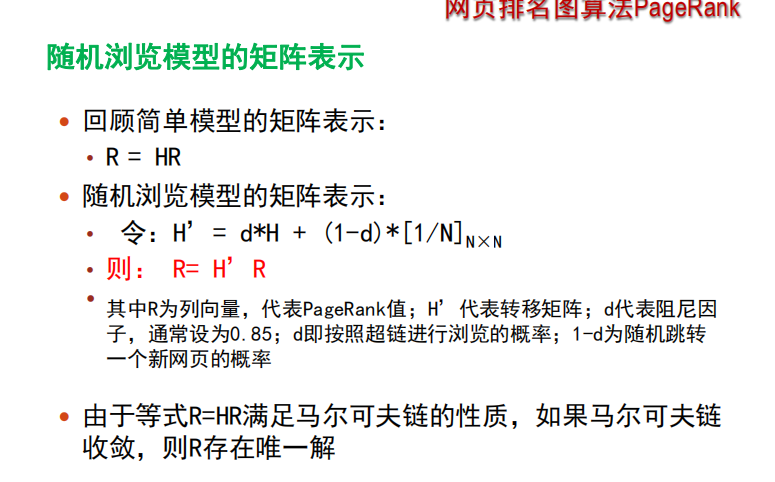 网页排名图算法PageRank
随机浏览模型的矩阵表示
• 回顾简单模型的矩阵表示：
• R = HR
• 随机浏览模型的矩阵表示：
• 令：H’ = d*H + (1-d)*[1/N]N×N
• 则： R= H’ R
• 其中R为列向量，代表PageRank值；H’代表转移矩阵；d代表阻尼因
子，通常设为0.85；d即按照超链进行浏览的概率；1-d为随机跳转
一个新网页的概率
• 由于等式R=HR满足马尔可夫链的性质，如果马尔可夫链
收敛，则R存在唯一解